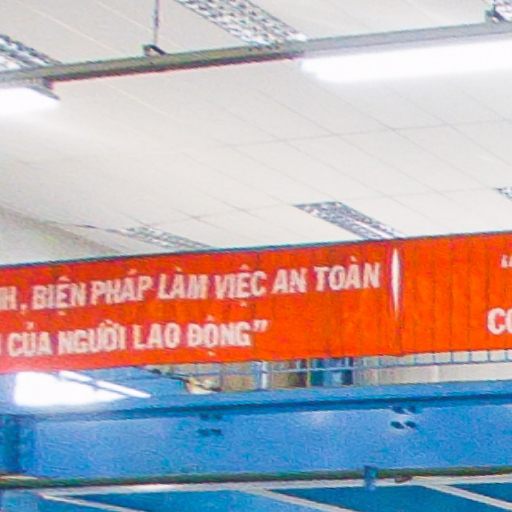 , BIỆN PHÁP LÀM VIỆC AN TOÀN
CỦA NGƯỜI LAO ĐỘNG"